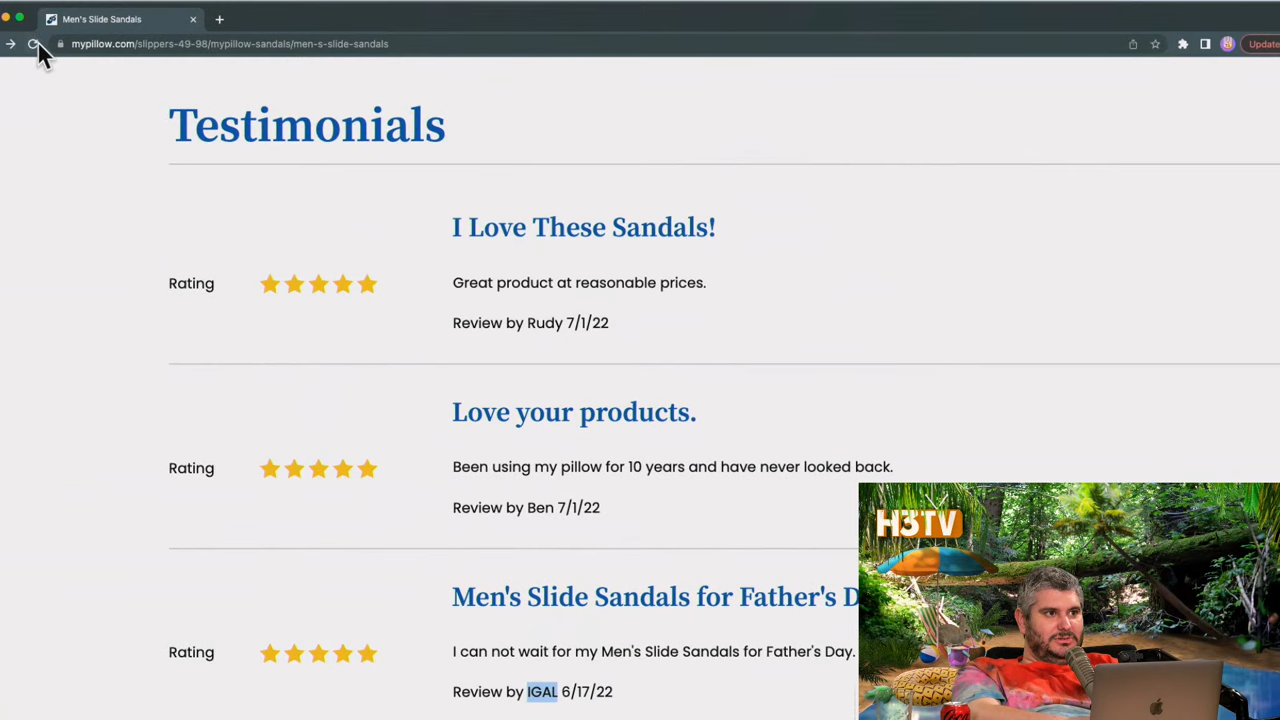 Men's Slide Sandals
mypillow.com/slippers-49-98/mypillow-sandals/men-s-slide-sandals
Update
Testimonials
I Love These Sandals!
Rating
Great product at reasonable prices.
Review by Rudy 7/1/22
Love your products.
Rating
Been using my pillow for 10 years and have never looked back.
Review by Ben 7/1/22
H3TV
Men's Slide Sandals for Father's D
Rating
I can not wait for my Men's Slide Sandals for Father's Day.
Review by IGAL 6/17/22